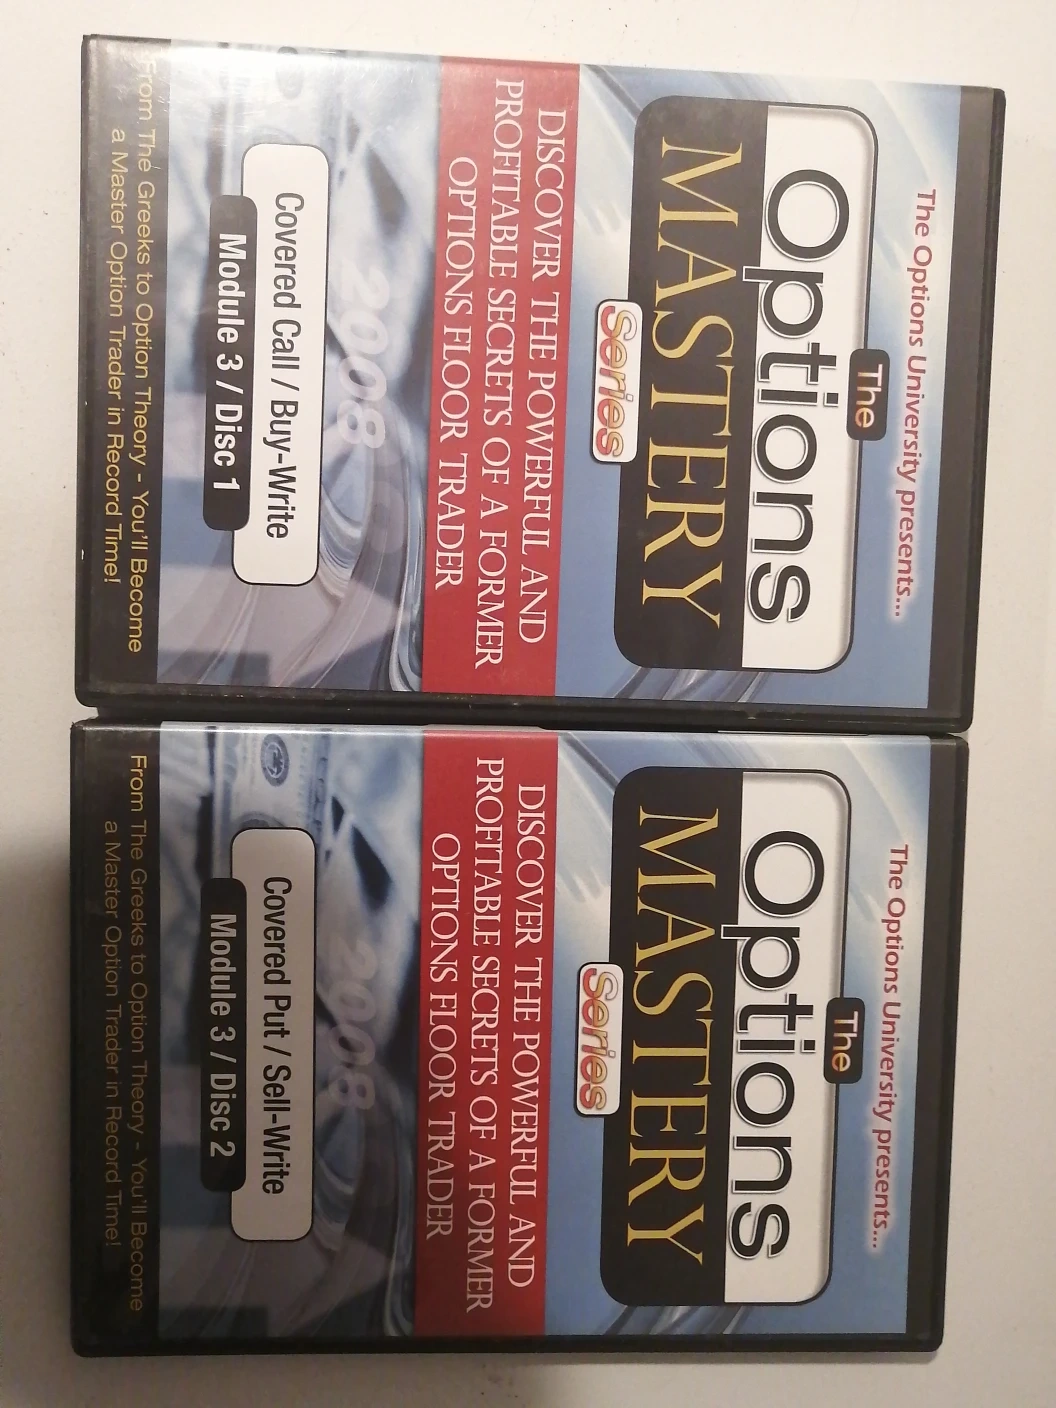 The Options University presents...
The
Options
MASTERY
Series
DISCOVER THE POWERFUL AND
PROFITABLE SECRETS OF A FORMER
OPTIONS FLOOR TRADER
2008
Covered Call / Buy-Write
Module 3 / Disc 1
From The Greeks to Option Theory - You'll Become
a Master Option Trader in Record Time!
The Options University presents...
The
Options
MASTERY
Series
DISCOVER THE POWERFUL AND
PROFITABLE SECRETS OF A FORMER
OPTIONS FLOOR TRADER
2008
Covered Put / Sell-Write
Module 3 / Disc 2
From The Greeks to Option Theory - You'll Become
a Master Option Trader in Record Time!